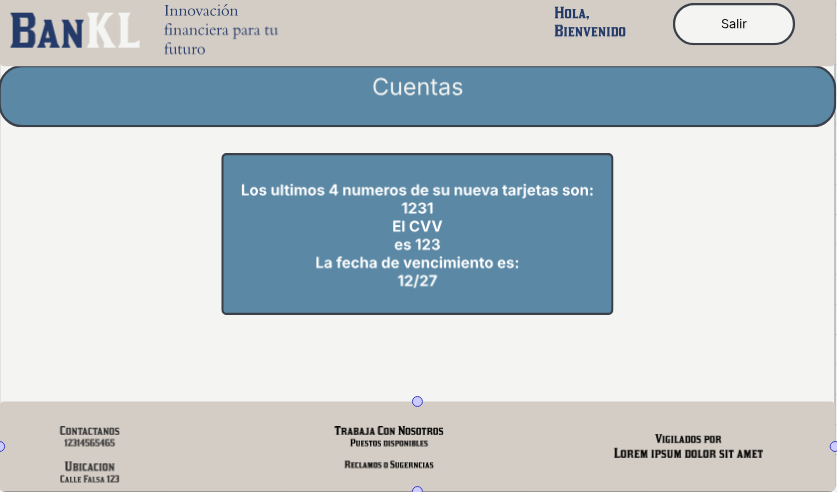 BANKL
Innovación
financiera para tu
futuro
Hola,
Bienvenido
Salir
Cuentas
Los ultimos 4 numeros de su nueva tarjetas son:
1231
El CVV
es 123
La fecha de vencimiento es:
12/27
Contactanos
12314565465
Ubicacion
Calle Falsa 123
Trabaja Con Nosotros
Puestos disponibles
Reclamos o Sugerncias
Vigilados por
Lorem ipsum dolor sit amet